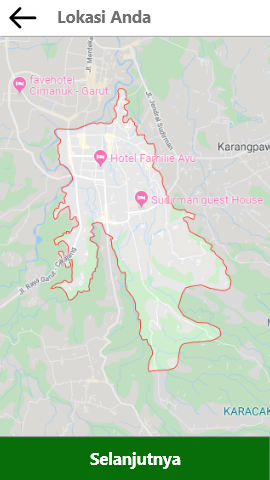 Lokasi Anda
Jl. Merdeka
favehotel
Cimanuk - Garut
Jl. Jendral Sudirman
Karangpaw
Hotel Familie Ayu
Sudirman guest House
Jl. Raya Garut - Cikajang
KARACAK
Selanjutnya